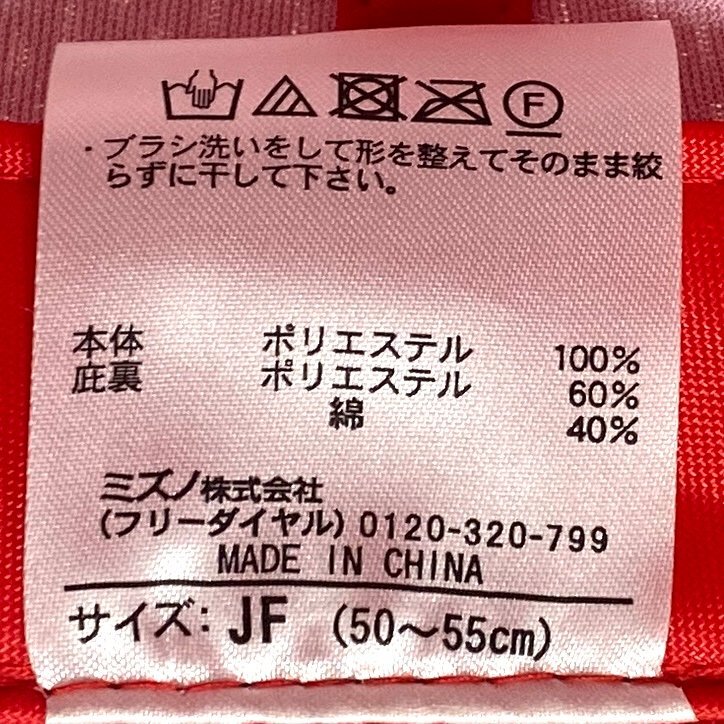 F
・ブラシ洗いをして形を整えてそのまま絞
らずに干して下さい。
本体 ポリエステル 100%
庇裏 ポリエステル 60%
綿 40%
ミズノ株式会社
(フリーダイヤル) 0120-320-799
MADE IN CHINA
サイズ: JF (50〜55cm)